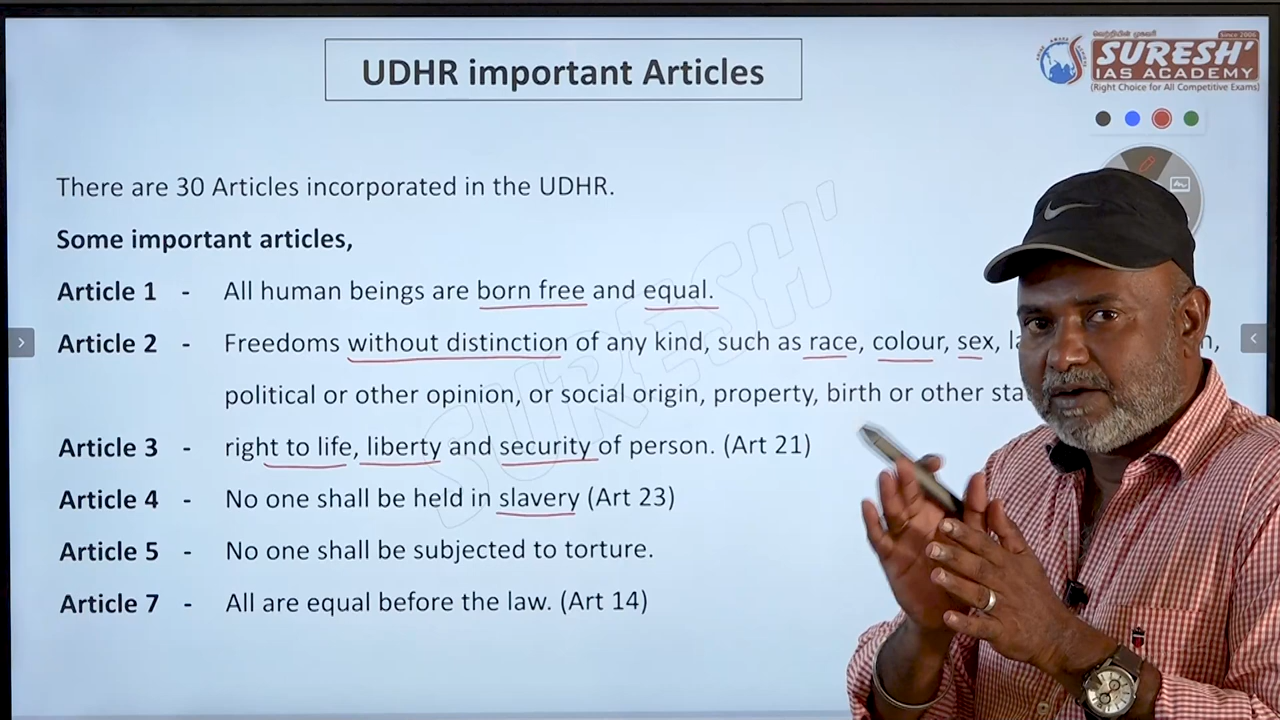 UDHR important Articles
வெற்றியின் முகவரி
Since 2006
SURESH'
IAS ACADEMY
(Right Choice for All Competitive Exams)
There are 30 Articles incorporated in the UDHR.
Some important articles,
Article 1 - All human beings are born free and equal.
Article 2 - Freedoms without distinction of any kind, such as race, colour, sex,
political or other opinion, or social origin, property, birth or other
Article 3 - right to life, liberty and security of person. (Art 21)
Article 4 - No one shall be held in slavery (Art 23)
Article 5 - No one shall be subjected to torture.
Article 7 - All are equal before the law. (Art 14)
SURESH'